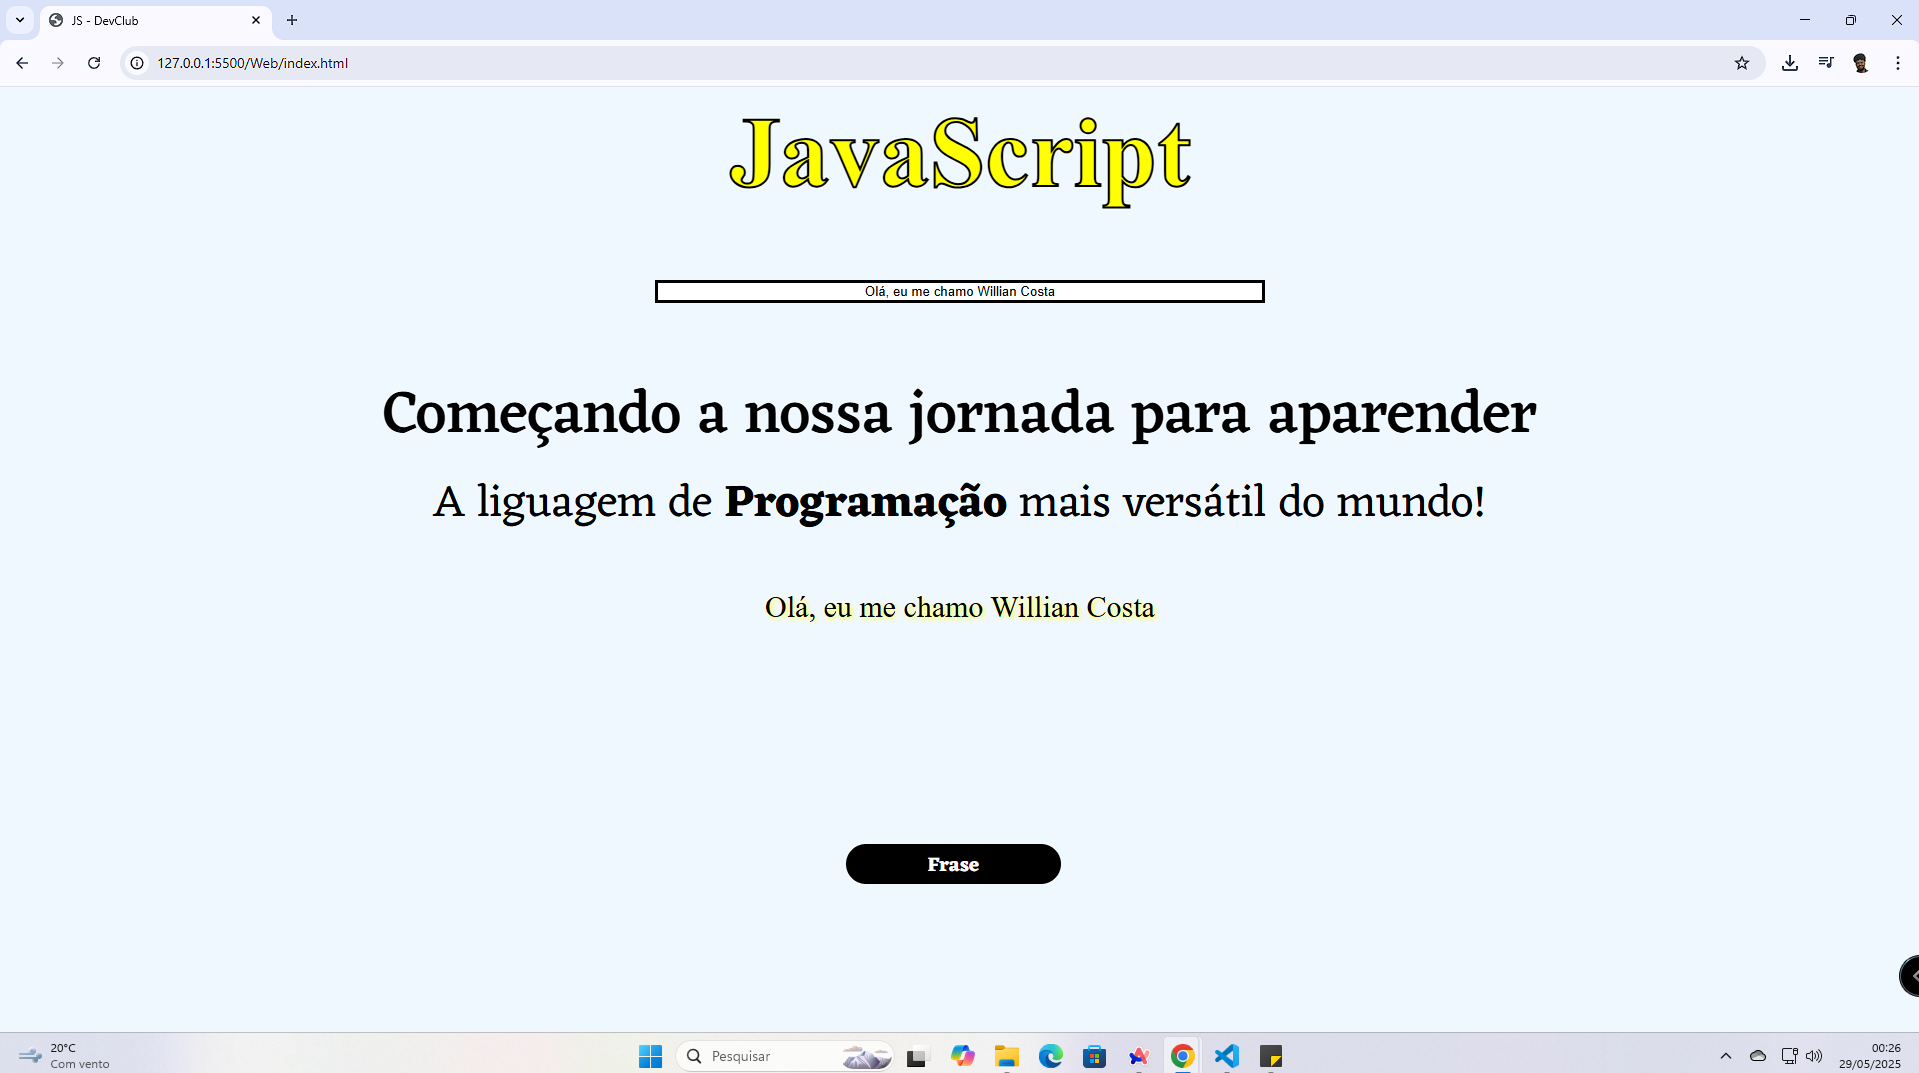 JS - DevClub
127.0.0.1:5500/Web/index.html
JavaScript
Olá, eu me chamo Willian Costa
Começando a nossa jornada para aparender
A liguagem de Programação mais versátil do mundo!
Olá, eu me chamo Willian Costa
Frase
20°C
Com vento
Pesquisar
00:26
29/05/2025